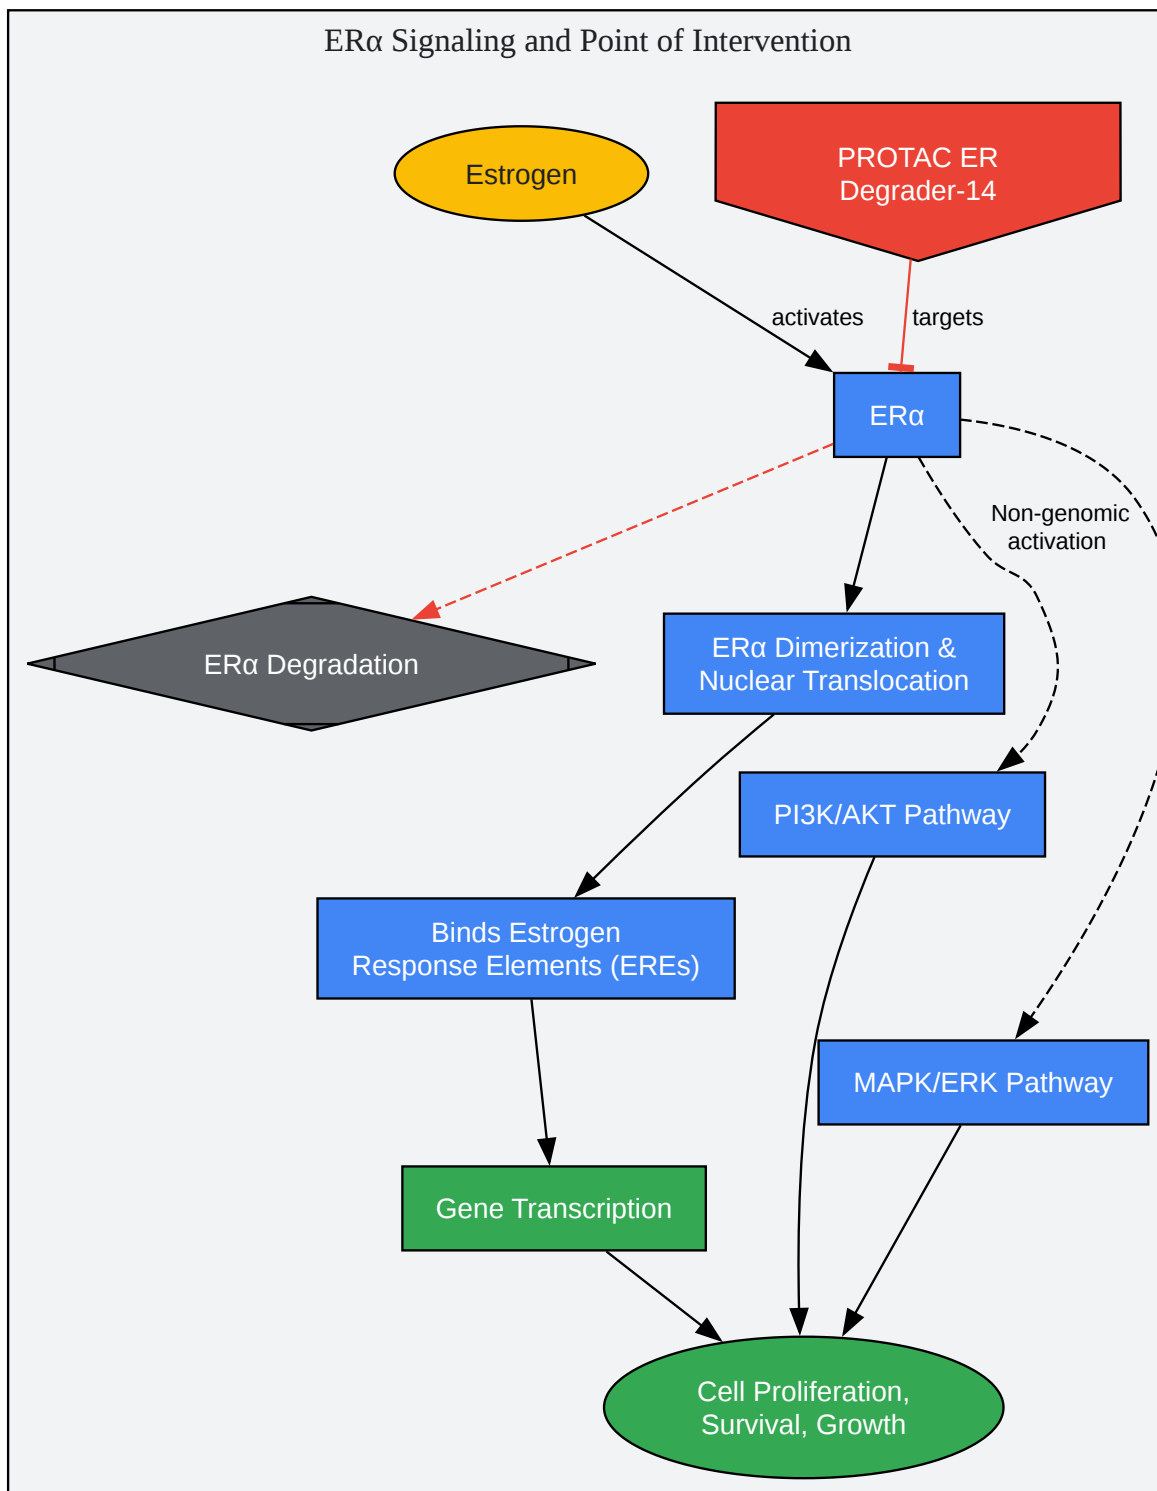 ERα Signaling and Point of Intervention
Estrogen
PROTAC ER
Degrader-14
activates
targets
ERα
Non-genomic
activation
ERα Degradation
ERα Dimerization &
Nuclear Translocation
PI3K/AKT Pathway
Binds Estrogen
Response Elements (EREs)
MAPK/ERK Pathway
Gene Transcription
Cell Proliferation,
Survival, Growth